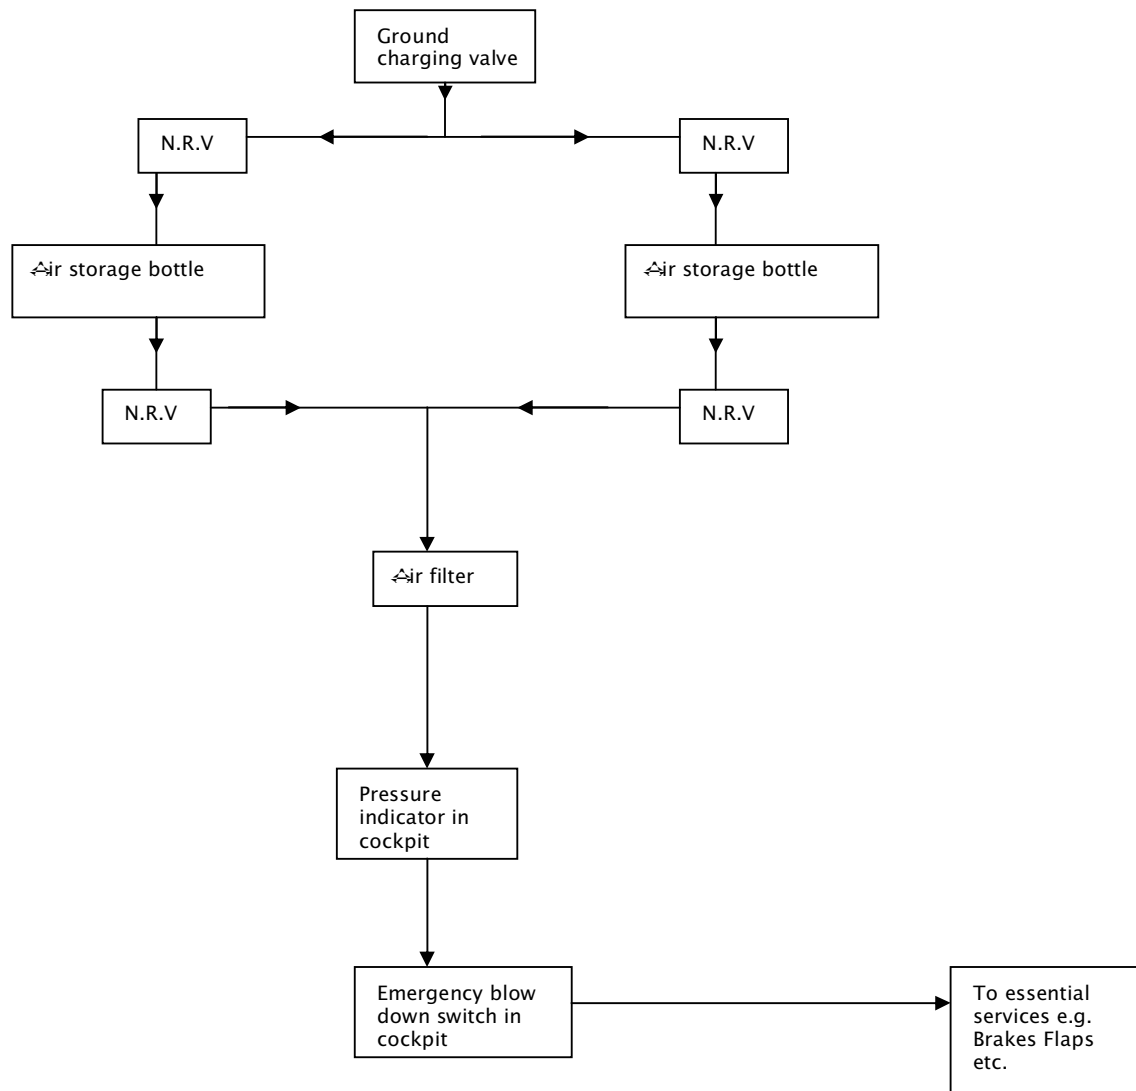 Ground
charging valve
N.R.V
N.R.V
Air storage bottle
Air storage bottle
N.R.V
N.R.V
Air filter
Pressure
indicator in
cockpit
Emergency blow
down switch in
cockpit
To essential
services e.g.
Brakes Flaps
etc.